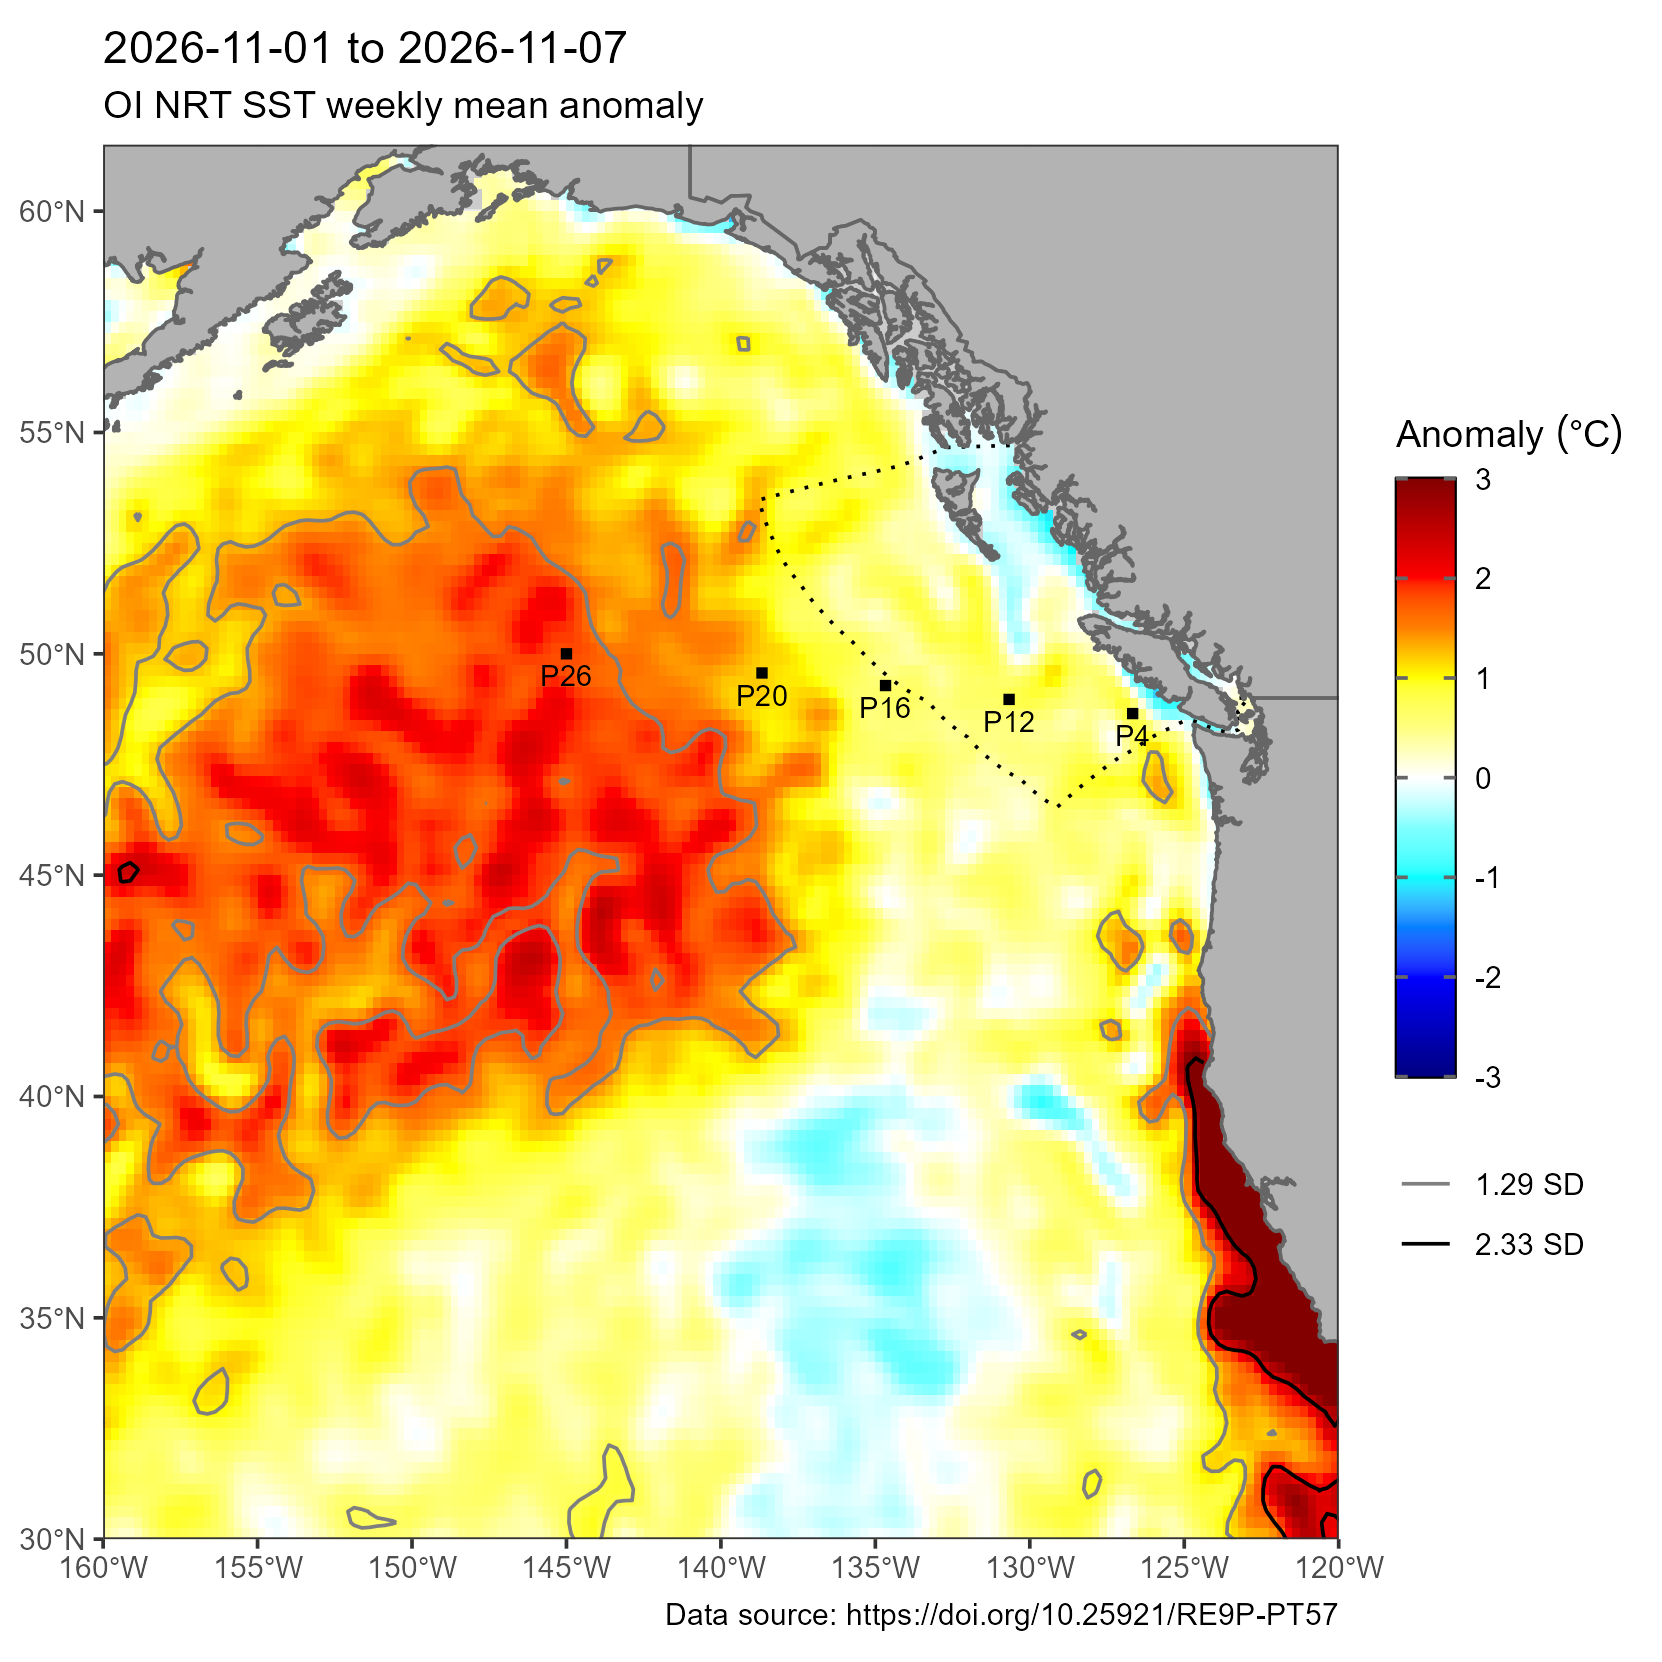 2026-11-01 to 2026-11-07
OI NRT SST weekly mean anomaly
60°N
55°N
50°N
45°N
40°N
35°N
30°N
160°W
155°W
150°W
145°W
140°W
135°W
130°W
125°W
120°W
P26
P20
P16
P12
P4
Anomaly (°C)
3
2
1
0
-1
-2
-3
1.29 SD
2.33 SD
Data source: https://doi.org/10.25921/RE9P-PT57